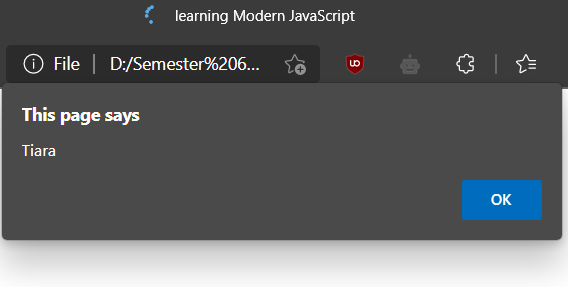 learning Modern JavaScript
File D:/Semester%206...
This page says
Tiara
OK